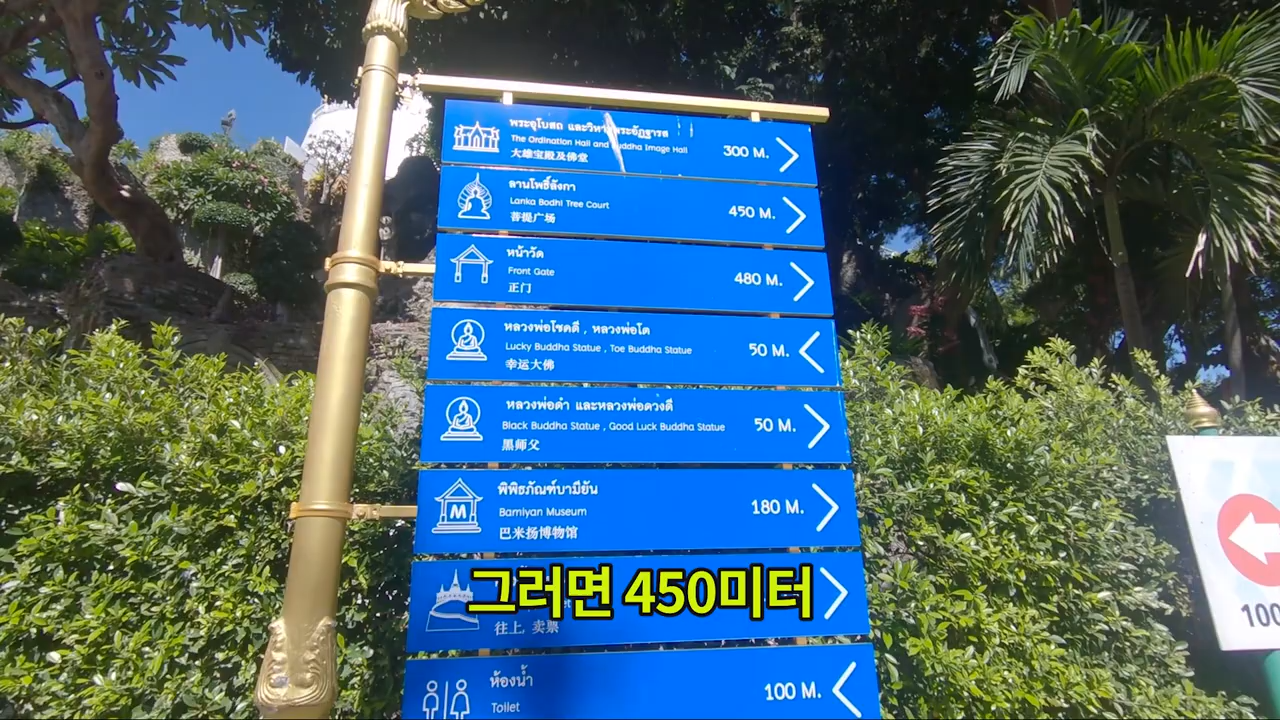 พระอุโบสถ และวิหารพระอัฏฐารส
The Ordination Hall and Buddha Image Hall
大雄宝殿及佛堂
300 M.
ลานโพธิ์ลังกา
Lanka Bodhi Tree Court
菩提广场
450 M.
หน้าวัด
Front Gate
正门
480 M.
หลวงพ่อโชคดี , หลวงพ่อโต
Lucky Buddha Statue , Toe Buddha Statue
幸运大佛
50 M.
หลวงพ่อดำ และหลวงพ่อดวงดี
Black Buddha Statue , Good Luck Buddha Statue
黑师父
50 M.
พิพิธภัณฑ์บามียัน
Bamiyan Museum
巴米扬博物馆
180 M.
M
그러면 450미터
往上, 卖票
ห้องน้ำ
Toilet
100 M.
100